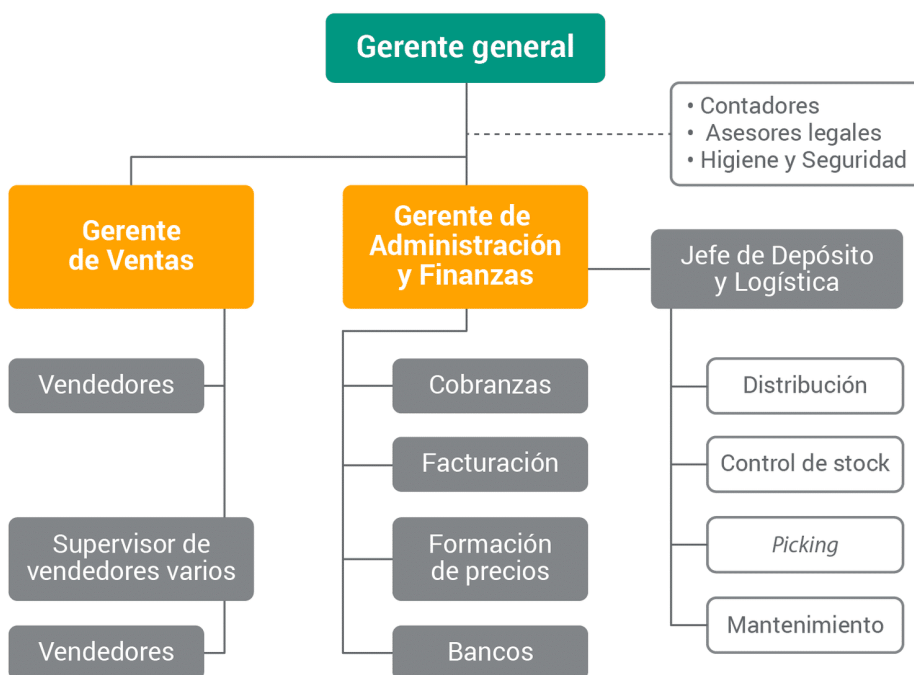 Gerente general
• Contadores
• Asesores legales
• Higiene y Seguridad
Gerente
de Ventas
Gerente de
Administración
y Finanzas
Jefe de Depósito
y Logística
Vendedores
Supervisor de
vendedores varios
Vendedores
Cobranzas
Facturación
Formación
de precios
Bancos
Distribución
Control de stock
Picking
Mantenimiento